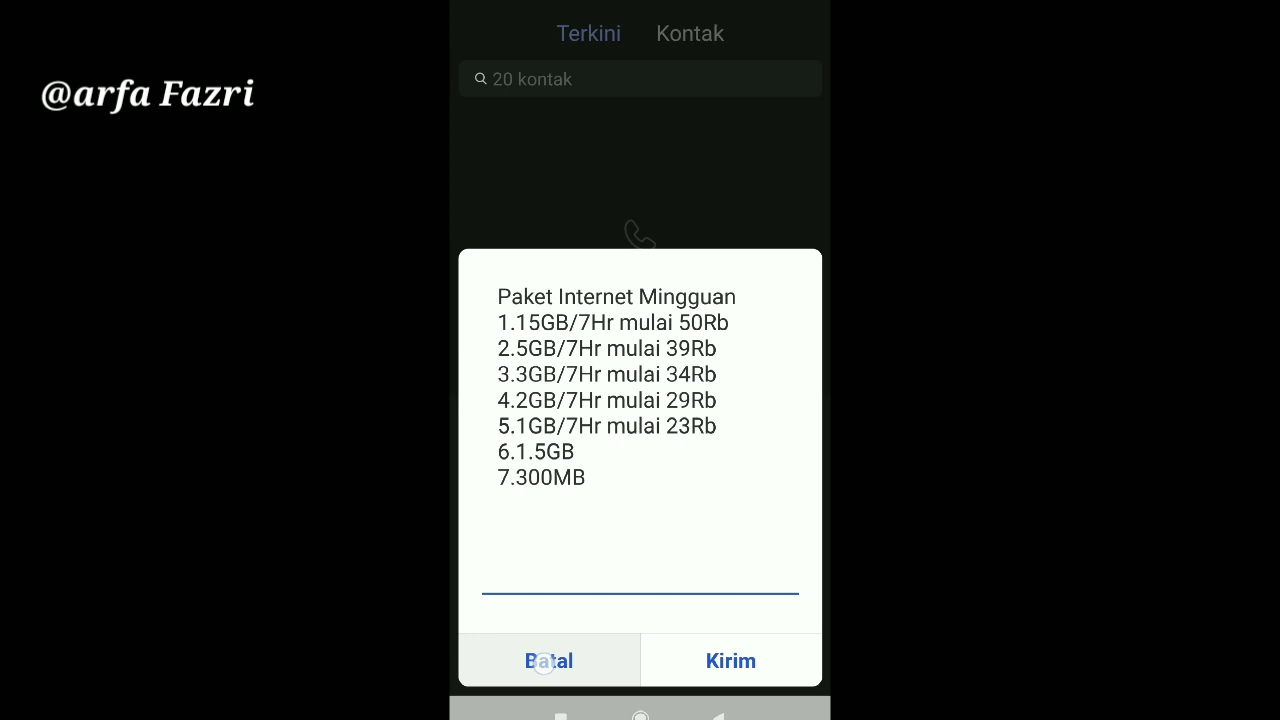 @arfa Fazri
Terkini Kontak
20 kontak
Paket Internet Mingguan
1.15GB/7Hr mulai 50Rb
2.5GB/7Hr mulai 39Rb
3.3GB/7Hr mulai 34Rb
4.2GB/7Hr mulai 29Rb
5.1GB/7Hr mulai 23Rb
6.1.5GB
7.300MB
Batal Kirim